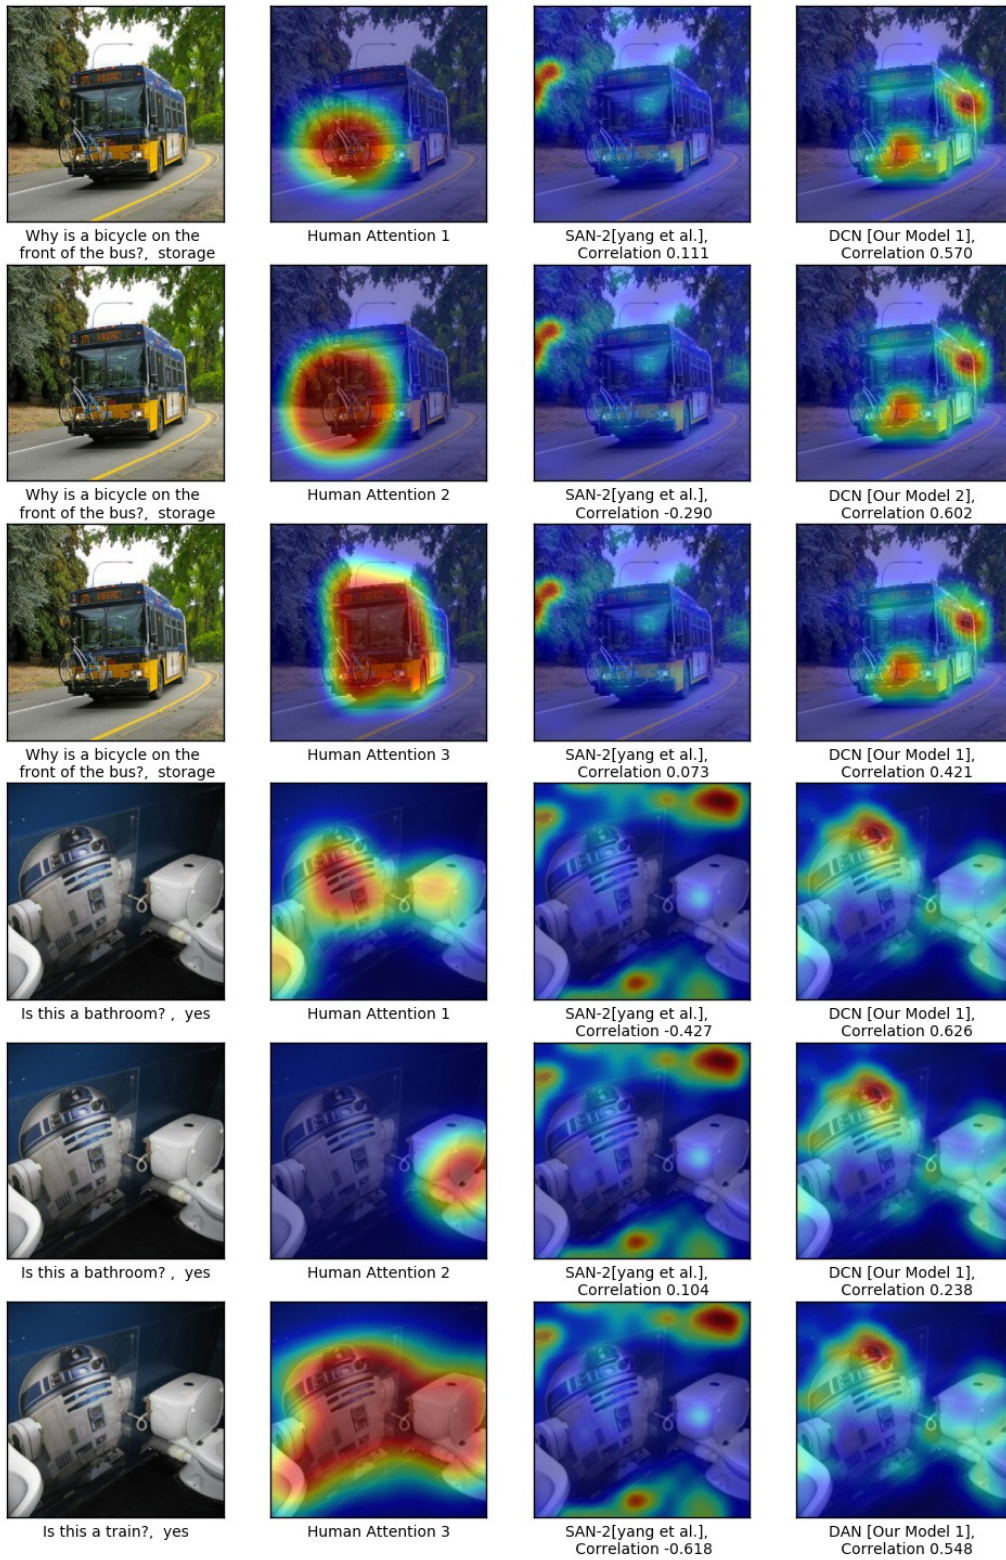 Why is a bicycle on the
front of the bus?,  storage
Human Attention 1
SAN-2[yang et al.],
Correlation 0.111
DCN [Our Model 1],
Correlation 0.570
Why is a bicycle on the
front of the bus?,  storage
Human Attention 2
SAN-2[yang et al.],
Correlation -0.290
DCN [Our Model 2],
Correlation 0.602
Why is a bicycle on the
front of the bus?,  storage
Human Attention 3
SAN-2[yang et al.],
Correlation 0.073
DCN [Our Model 1],
Correlation 0.421
Is this a bathroom? ,  yes
Human Attention 1
SAN-2[yang et al.],
Correlation -0.427
DCN [Our Model 1],
Correlation 0.626
Is this a bathroom? ,  yes
Human Attention 2
SAN-2[yang et al.],
Correlation 0.104
DCN [Our Model 1],
Correlation 0.238
Is this a train?,  yes
Human Attention 3
SAN-2[yang et al.],
Correlation -0.618
DAN [Our Model 1],
Correlation 0.548